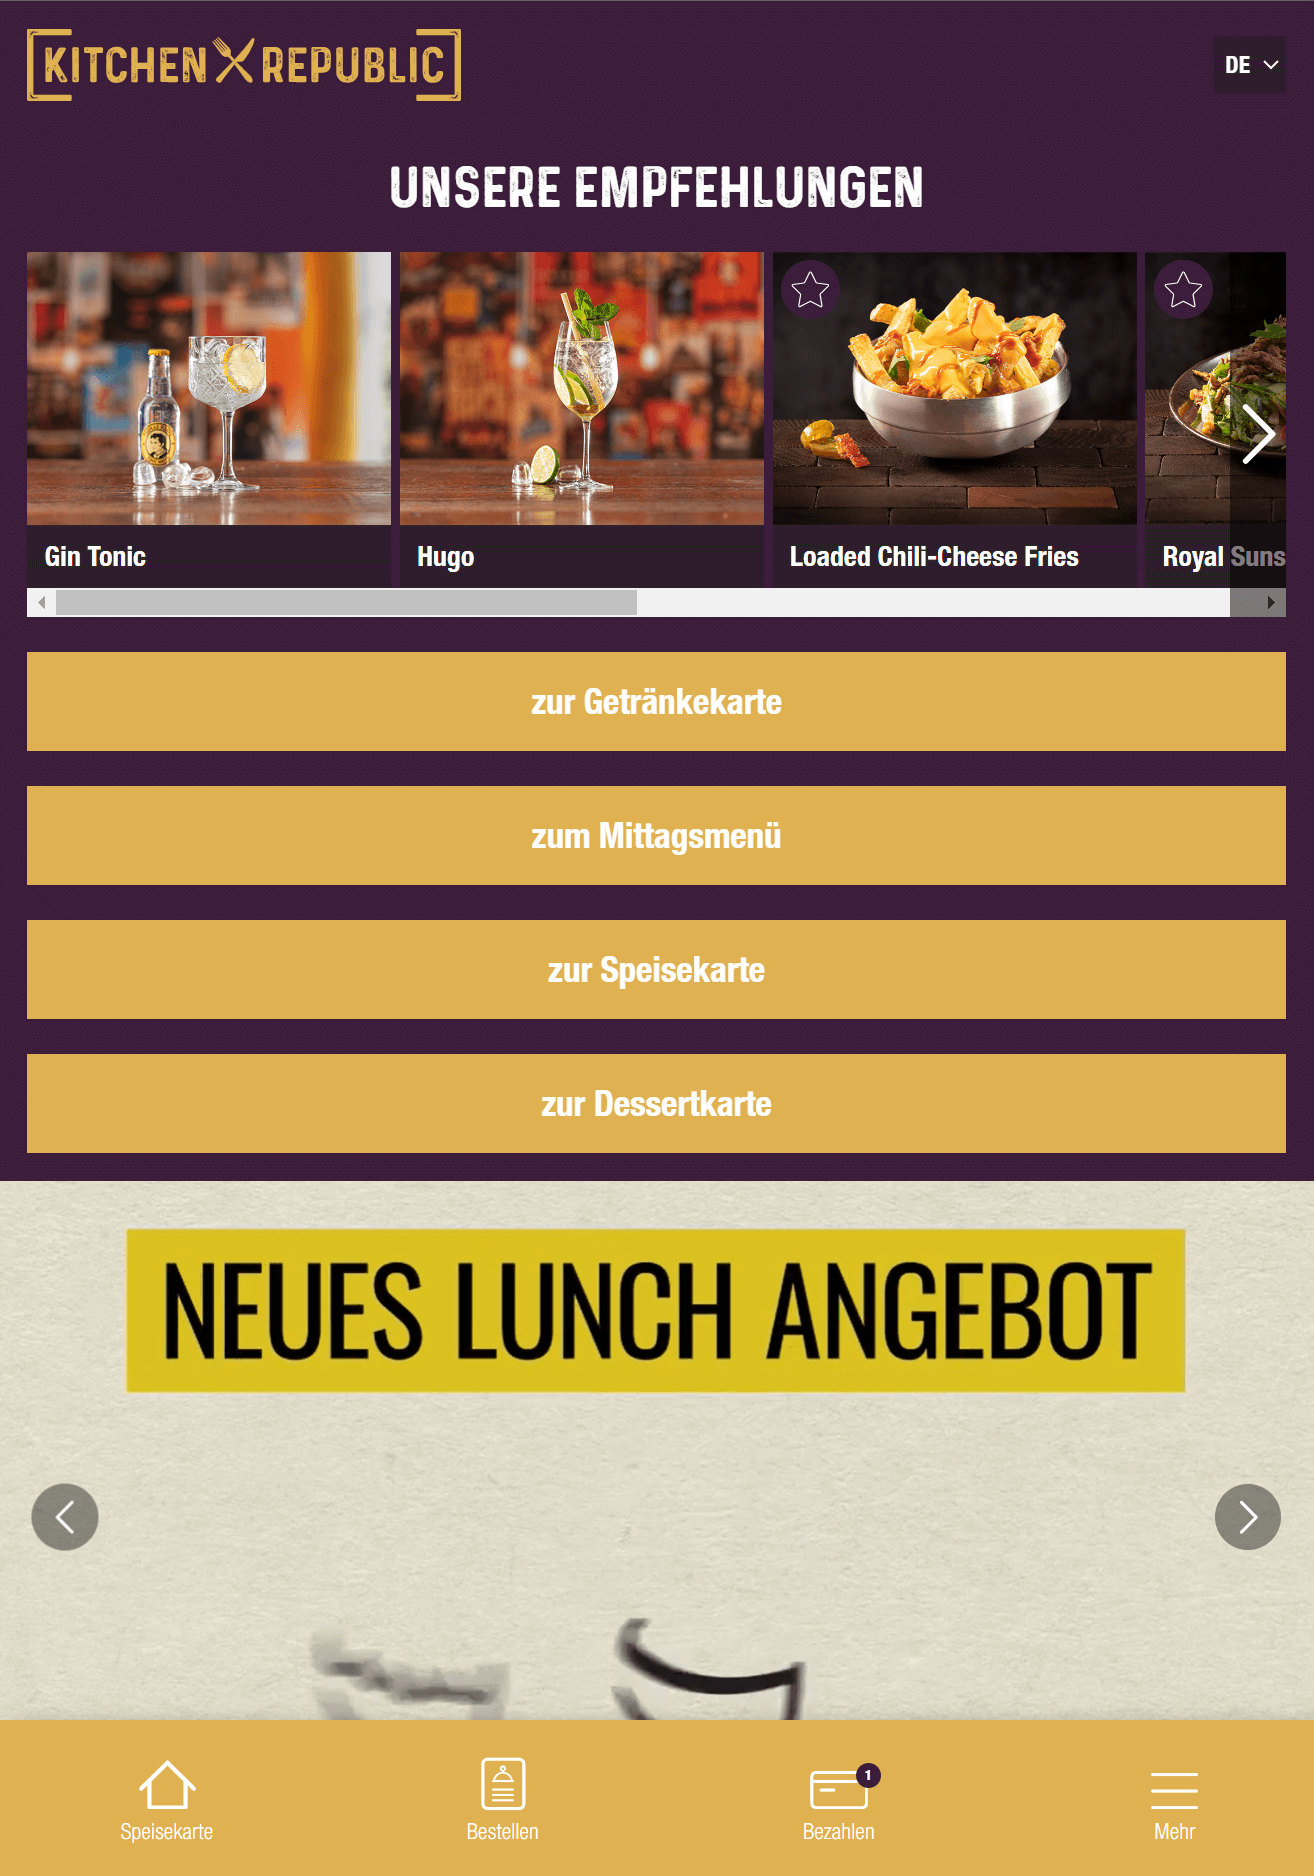 KITCHEN REPUBLIC
DE
UNSERE EMPFEHLUNGEN
Gin Tonic
Hugo
Loaded Chili-Cheese Fries
Royal Suns
zur Getränkekarte
zum Mittagsmenü
zur Speisekarte
zur Dessertkarte
NEUES LUNCH ANGEBOT
1
Speisekarte
Bestellen
Bezahlen
Mehr